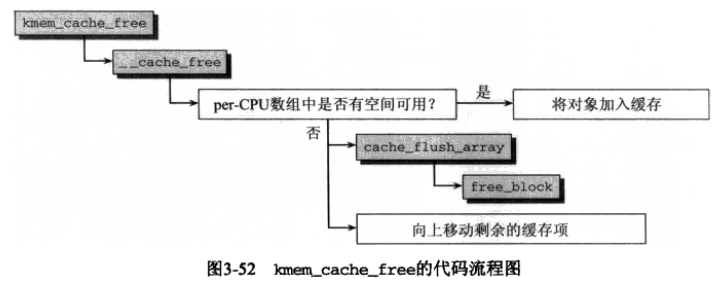 kmem_cache_free
__cache_free
per-CPU数组中是否有空间可用？
是
将对象加入缓存
否
cache_flush_array
free_block
向上移动剩余的缓存项
图3-52 kmem_cache_free的代码流程图